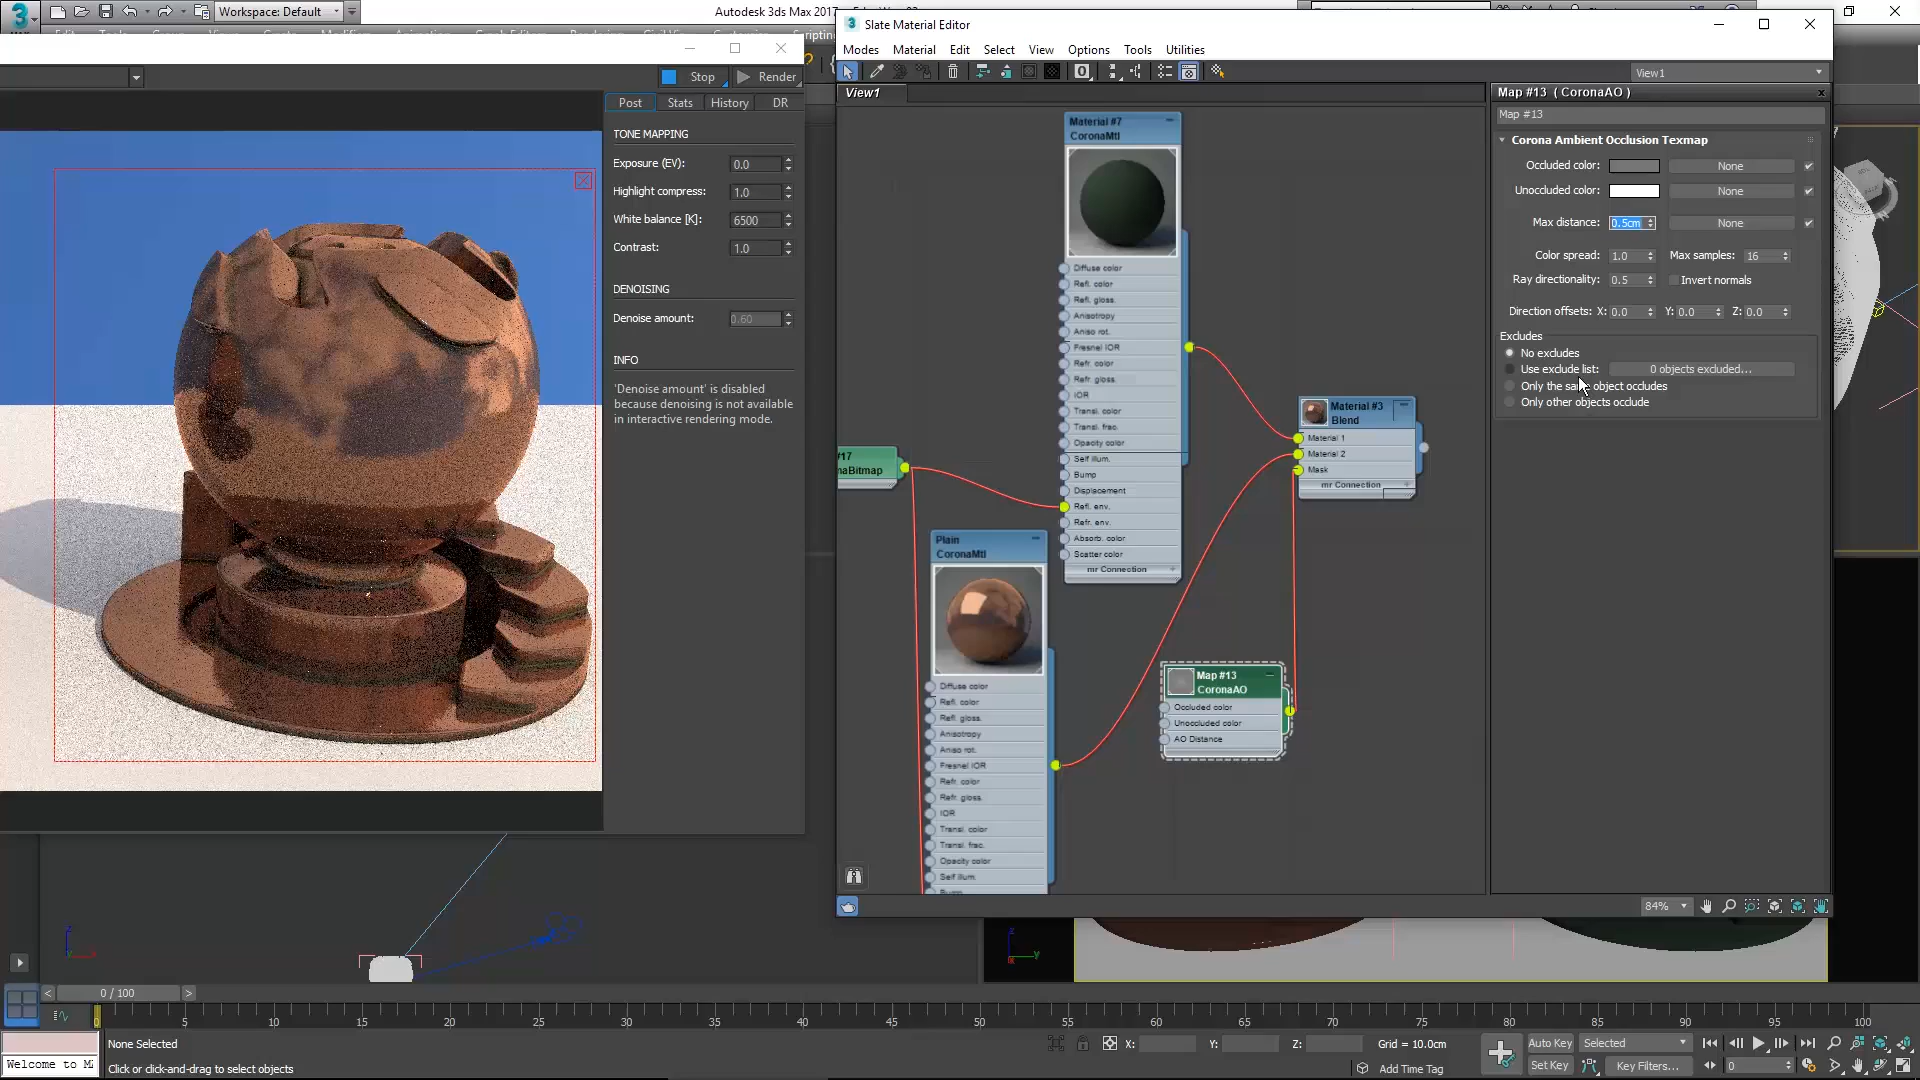 3
Workspace: Default
Autodesk 3ds Max 2017
Stop
Render
Post
Stats
History
DR
TONE MAPPING
Exposure (EV):
0.0
Highlight compress:
1.0
White balance [K]:
6500
Contrast:
1.0
DENOISING
Denoise amount:
0.60
INFO
'Denoise amount' is disabled
because denoising is not available
in interactive rendering mode.
Slate Material Editor
Modes
Material
Edit
Select
View
Options
Tools
Utilities
View1
View1
Material #7
CoronaMtl
Diffuse color
Refl. color
Refl. gloss.
Anisotropy
Aniso rot.
Fresnel IOR
Refr. color
Refr. gloss.
IOR
Transl. color
Transl. frac.
Opacity color
Self illum.
Bump
Displacement
Refl. env.
Refr. env.
Absorb. color
Scatter color
mr Connection
#17
naBitmap
Plain
CoronaMtl
Diffuse color
Refl. color
Refl. gloss.
Anisotropy
Aniso rot.
Fresnel IOR
Refr. color
Refr. gloss.
IOR
Transl. color
Transl. frac.
Opacity color
Self illum.
Bump
Material #3
Blend
Material 1
Material 2
Mask
mr Connection
Map #13
CoronaAO
Occluded color
Unoccluded color
AO Distance
Map #13 ( CoronaAO )
Map #13
Corona Ambient Occlusion Texmap
Occluded color:
None
Unoccluded color:
None
Max distance:
0.5cm
None
Color spread:
1.0
Max samples:
16
Ray directionality:
0.5
Invert normals
Direction offsets:
X:
0.0
Y:
0.0
Z:
0.0
Excludes
No excludes
Use exclude list:
0 objects excluded...
Only the same object occludes
Only other objects occlude
84%
0 / 100
0
5
10
15
20
25
30
35
40
45
50
55
60
65
70
75
80
85
90
95
100
None Selected
X:
Y:
Z:
Grid = 10.0cm
Auto Key
Selected
Welcome to M
Click or click-and-drag to select objects
Add Time Tag
Set Key
Key Filters...
0